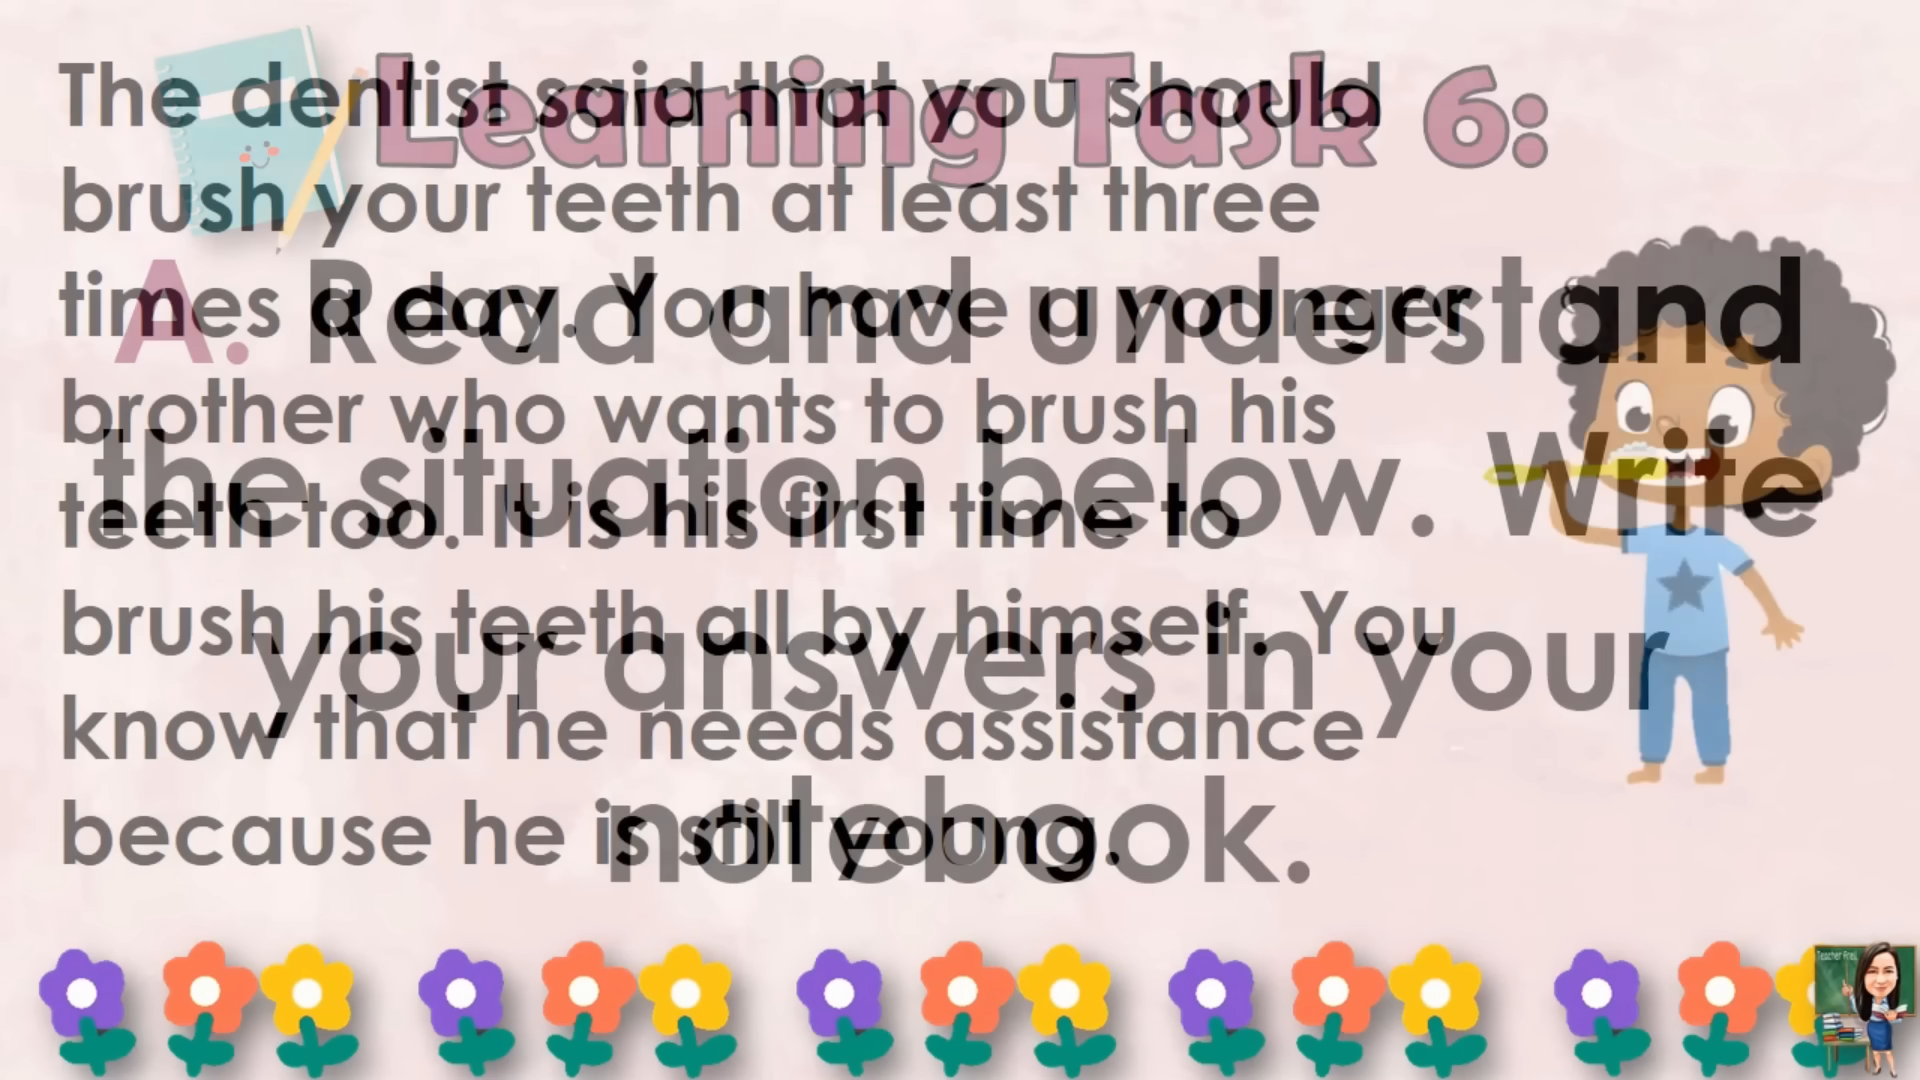 Learning Task 6:
A. Read and understand
the situation below. Write
your answers in your
notebook.
The dentist said that you should
brush your teeth at least three
times a day. You have a younger
brother who wants to brush his
teeth too. It is his first time to
brush his teeth all by himself. You
know that he needs assistance
because he is still young.